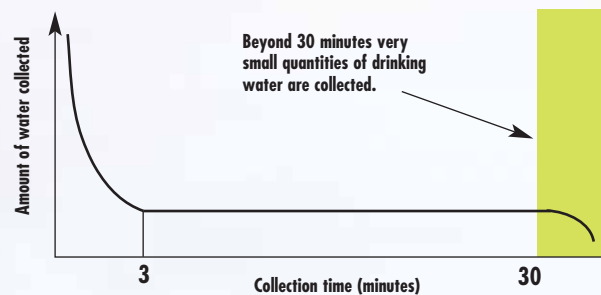 Amount of water collected
Beyond 30 minutes very
small quantities of drinking
water are collected.
3
30
Collection time (minutes)